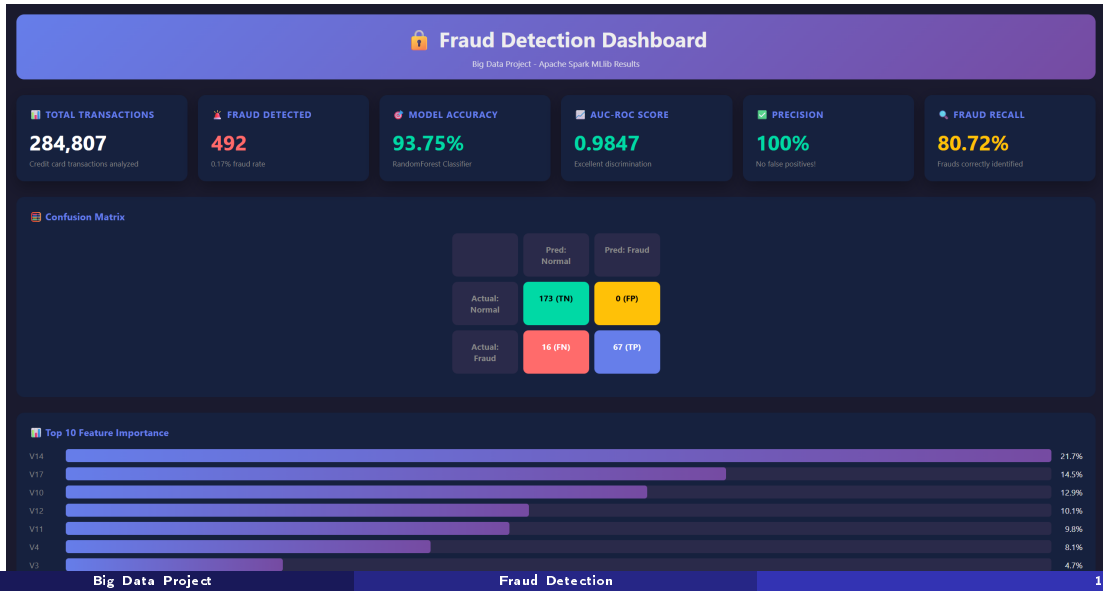 Fraud Detection Dashboard
Big Data Project - Apache Spark MLlib Results
TOTAL TRANSACTIONS
284,807
Credit card transactions analyzed
FRAUD DETECTED
492
0.17% fraud rate
MODEL ACCURACY
93.75%
RandomForest Classifier
AUC-ROC SCORE
0.9847
Excellent discrimination
PRECISION
100%
No false positives!
FRAUD RECALL
80.72%
Frauds correctly identified
Confusion Matrix
Pred:
Normal
Pred: Fraud
Actual:
Normal
173 (TN)
0 (FP)
Actual:
Fraud
16 (FN)
67 (TP)
Top 10 Feature Importance
V14 21.7%
V17 14.5%
V10 12.9%
V12 10.1%
V11 9.8%
V4 8.1%
V3 4.7%
Big Data Project Fraud Detection 1